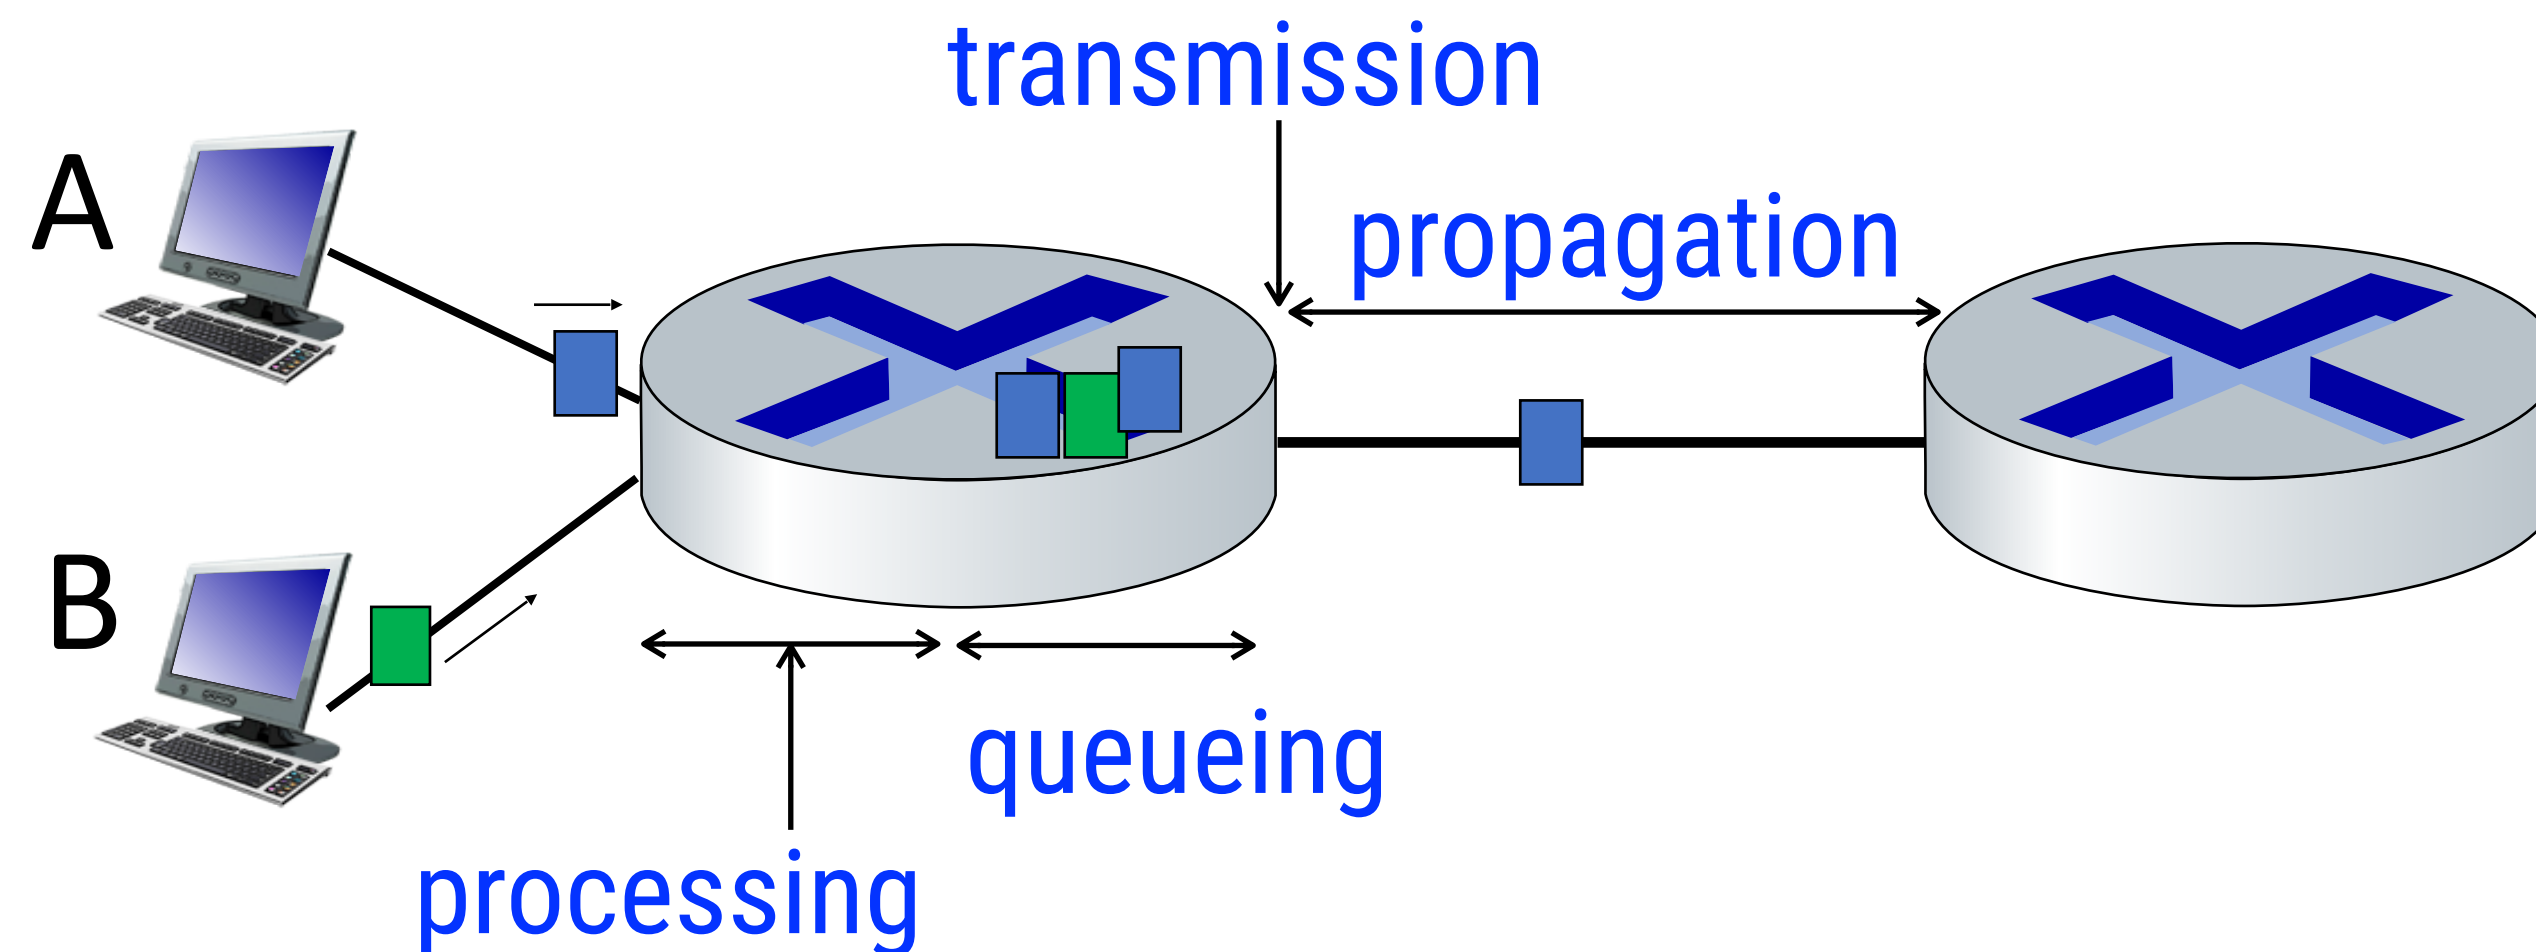 transmission
A
propagation
B
queueing
processing